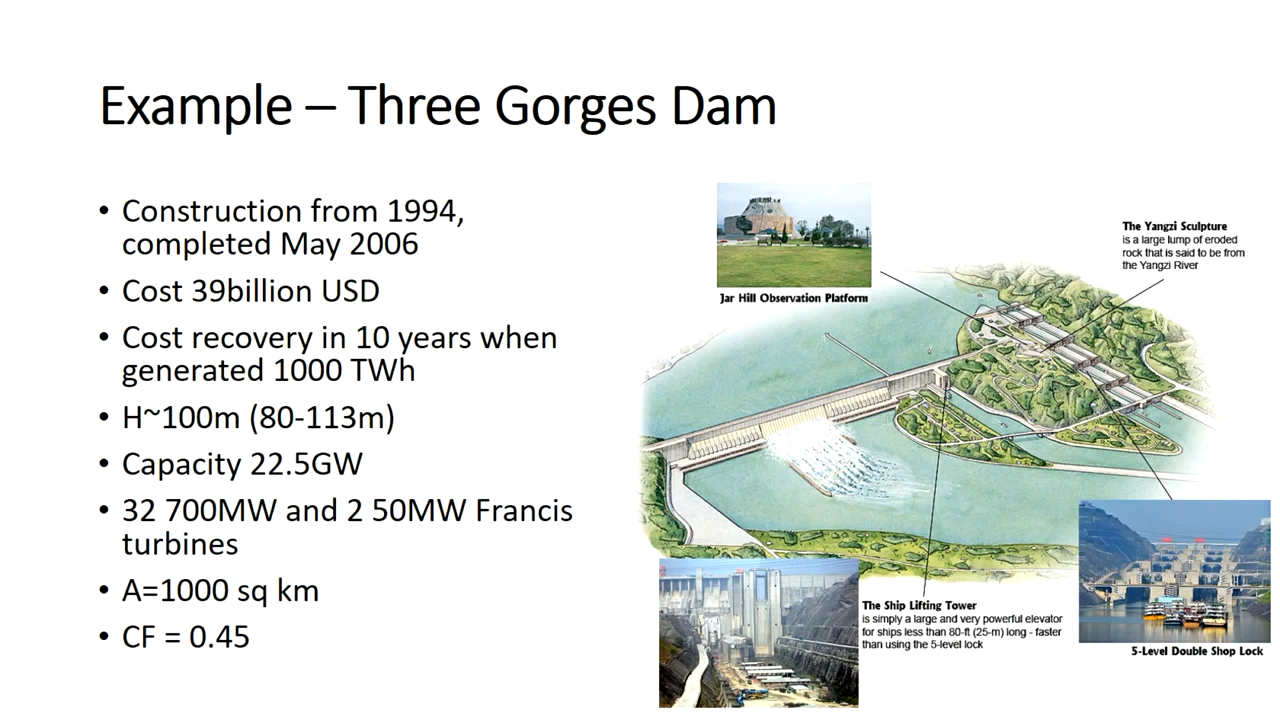 Example – Three Gorges Dam
• Construction from 1994,
completed May 2006
• Cost 39billion USD
• Cost recovery in 10 years when
generated 1000 TWh
• H~100m (80-113m)
• Capacity 22.5GW
• 32 700MW and 2 50MW Francis
turbines
• A=1000 sq km
• CF = 0.45
Jar Hill Observation Platform
The Yangzi Sculpture
is a large lump of eroded
rock that is said to be from
the Yangzi River
The Ship Lifting Tower
is simply a large and very powerful elevator
for ships less than 80-ft (25-m) long - faster
than using the 5-level lock
5-Level Double Shop Lock